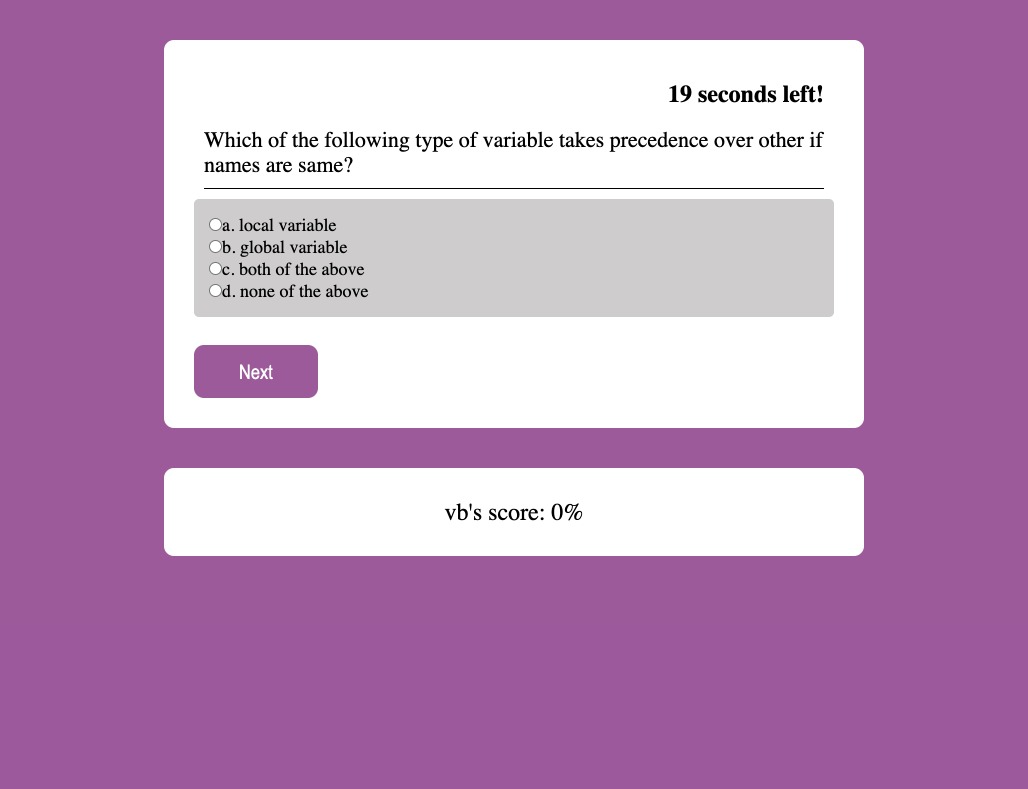 19 seconds left!
Which of the following type of variable takes precedence over other if
names are same?
a. local variable
b. global variable
c. both of the above
d. none of the above
Next
vb's score: 0%